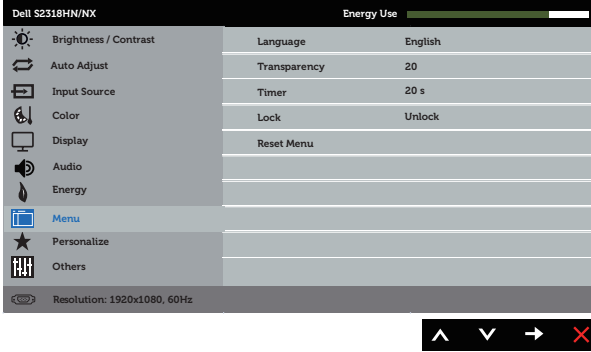 Dell S2318HN/NX Energy Use
Brightness / Contrast Language English
Auto Adjust Transparency 20
Input Source Timer 20 s
Color Lock Unlock
Display Reset Menu
Audio
Energy
Menu
Personalize
Others
Resolution: 1920x1080, 60Hz